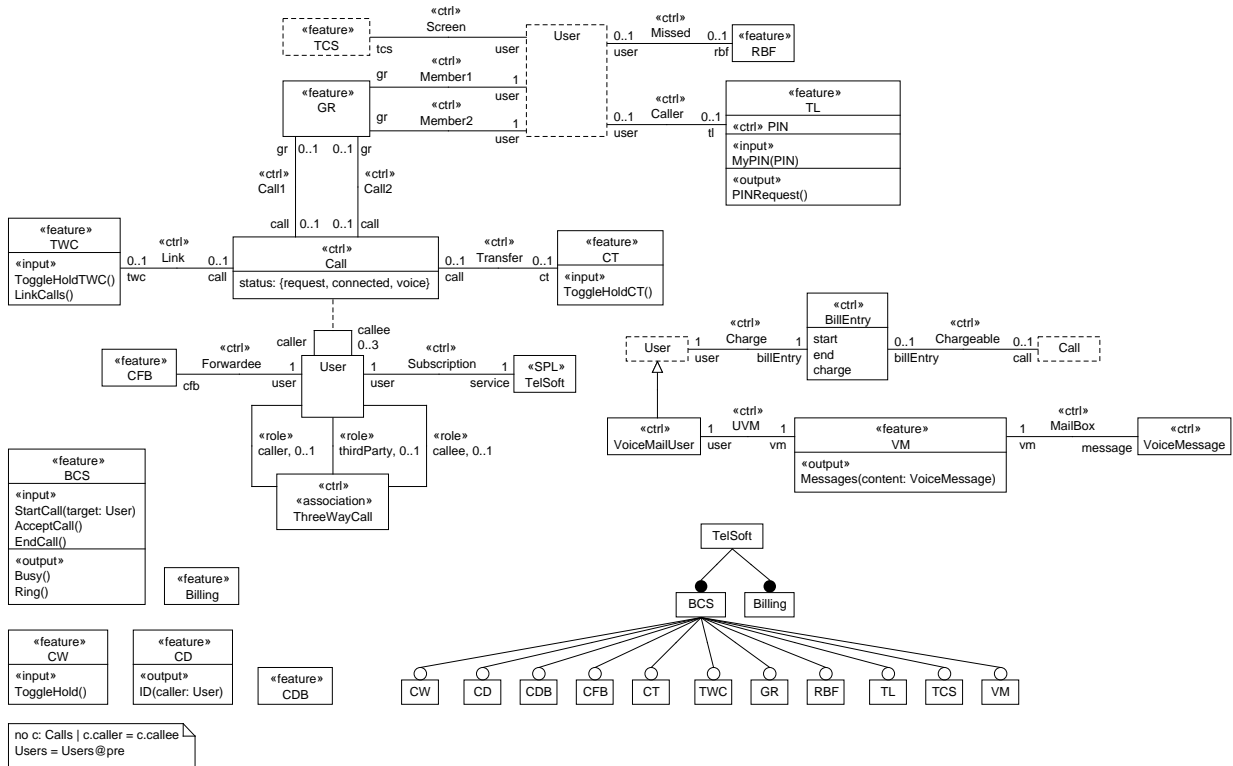 «feature»
TCS
«ctrl»
Screen
tcs
user
User
«ctrl»
Missed
0..1
0..1
user
rbf
«feature»
RBF
«feature»
GR
gr
«ctrl»
Member1
1
user
gr
«ctrl»
Member2
1
user
«ctrl»
Caller
0..1
0..1
user
tl
«feature»
TL
«ctrl» PIN
«input»
MyPIN(PIN)
«output»
PINRequest()
gr
0..1
0..1
gr
«ctrl»
Call1
«ctrl»
Call2
call
0..1
0..1
call
«feature»
TWC
«input»
ToggleHoldTWC()
LinkCalls()
«ctrl»
Link
0..1
0..1
twc
call
«ctrl»
Call
status: {request, connected, voice}
«ctrl»
Transfer
0..1
0..1
call
ct
«feature»
CT
«input»
ToggleHoldCT()
caller
callee
0..3
User
«feature»
CFB
«ctrl»
Forwardee
1
cfb
user
«ctrl»
Subscription
1
1
user
service
«SPL»
TelSoft
«role»
caller, 0..1
«role»
thirdParty, 0..1
«role»
callee, 0..1
«ctrl»
«association»
ThreeWayCall
User
«ctrl»
Charge
1
1
user
billEntry
«ctrl»
BillEntry
start
end
charge
«ctrl»
Chargeable
0..1
0..1
billEntry
call
Call
«ctrl»
VoiceMailUser
«ctrl»
UVM
1
1
user
vm
«feature»
VM
«output»
Messages(content: VoiceMessage)
«ctrl»
MailBox
1
vm
message
«ctrl»
VoiceMessage
«feature»
BCS
«input»
StartCall(target: User)
AcceptCall()
EndCall()
«output»
Busy()
Ring()
«feature»
Billing
«feature»
CW
«input»
ToggleHold()
«feature»
CD
«output»
ID(caller: User)
«feature»
CDB
TelSoft
BCS
Billing
CW
CD
CDB
CFB
CT
TWC
GR
RBF
TL
TCS
VM
no c: Calls | c.caller = c.callee
Users = Users@pre